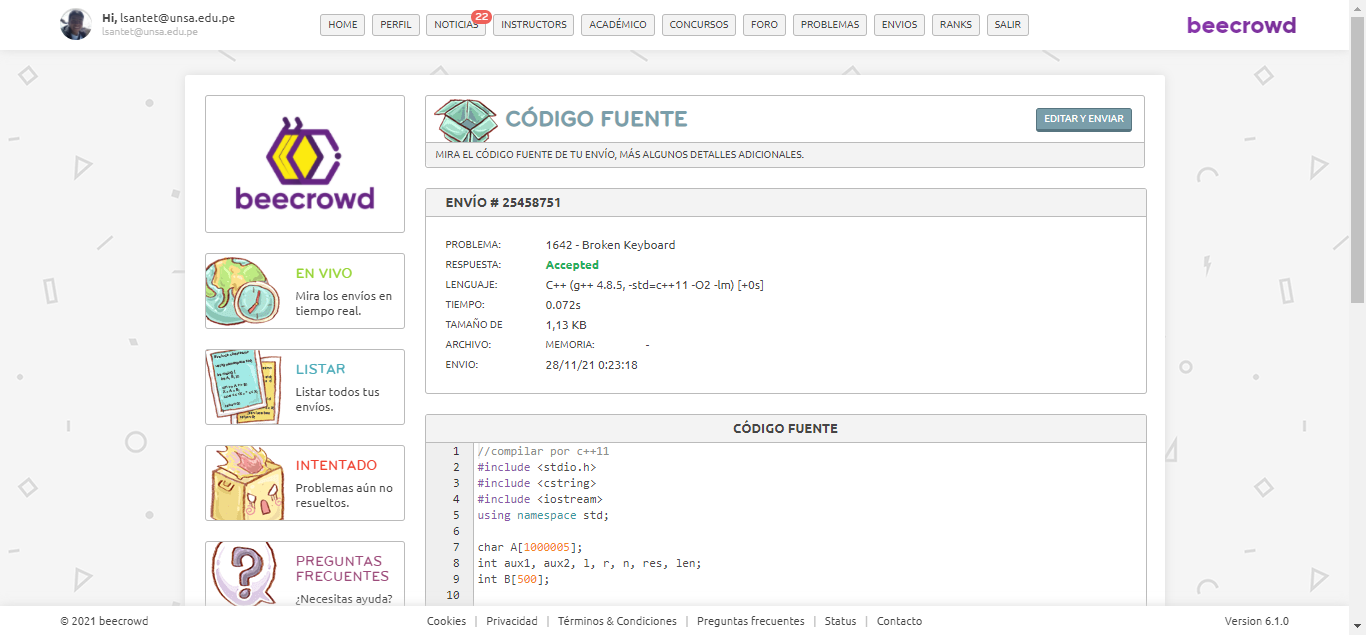 Hi, lsantet@unsa.edu.pe
lsantet@unsa.edu.pe
HOME
PERFIL
NOTICIAS
22
INSTRUCTORS
ACADÉMICO
CONCURSOS
FORO
PROBLEMAS
ENVIOS
RANKS
SALIR
beecrowd
beecrowd
EN VIVO
Mira los envíos en
tiempo real.
LISTAR
Listar todos tus
envíos.
INTENTADO
Problemas aún no
resueltos.
PREGUNTAS
FRECUENTES
¿Necesitas ayuda?
CÓDIGO FUENTE
EDITAR Y ENVIAR
MIRA EL CÓDIGO FUENTE DE TU ENVÍO, MÁS ALGUNOS DETALLES ADICIONALES.
ENVÍO # 25458751
PROBLEMA: 1642 - Broken Keyboard
RESPUESTA: Accepted
LENGUAJE: C++ (g++ 4.8.5, -std=c++11 -O2 -lm) [+0s]
TIEMPO: 0.072s
TAMAÑO DE 1,13 KB
ARCHIVO: MEMORIA: -
ENVIO: 28/11/21 0:23:18
CÓDIGO FUENTE
1 //compilar por c++11
2 #include <stdio.h>
3 #include <cstring>
4 #include <iostream>
5 using namespace std;
6
7 char A[1000005];
8 int aux1, aux2, l, r, n, res, len;
9 int B[500];
10
© 2021 beecrowd
Cookies | Privacidad | Términos & Condiciones | Preguntas frecuentes | Status | Contacto
Version 6.1.0